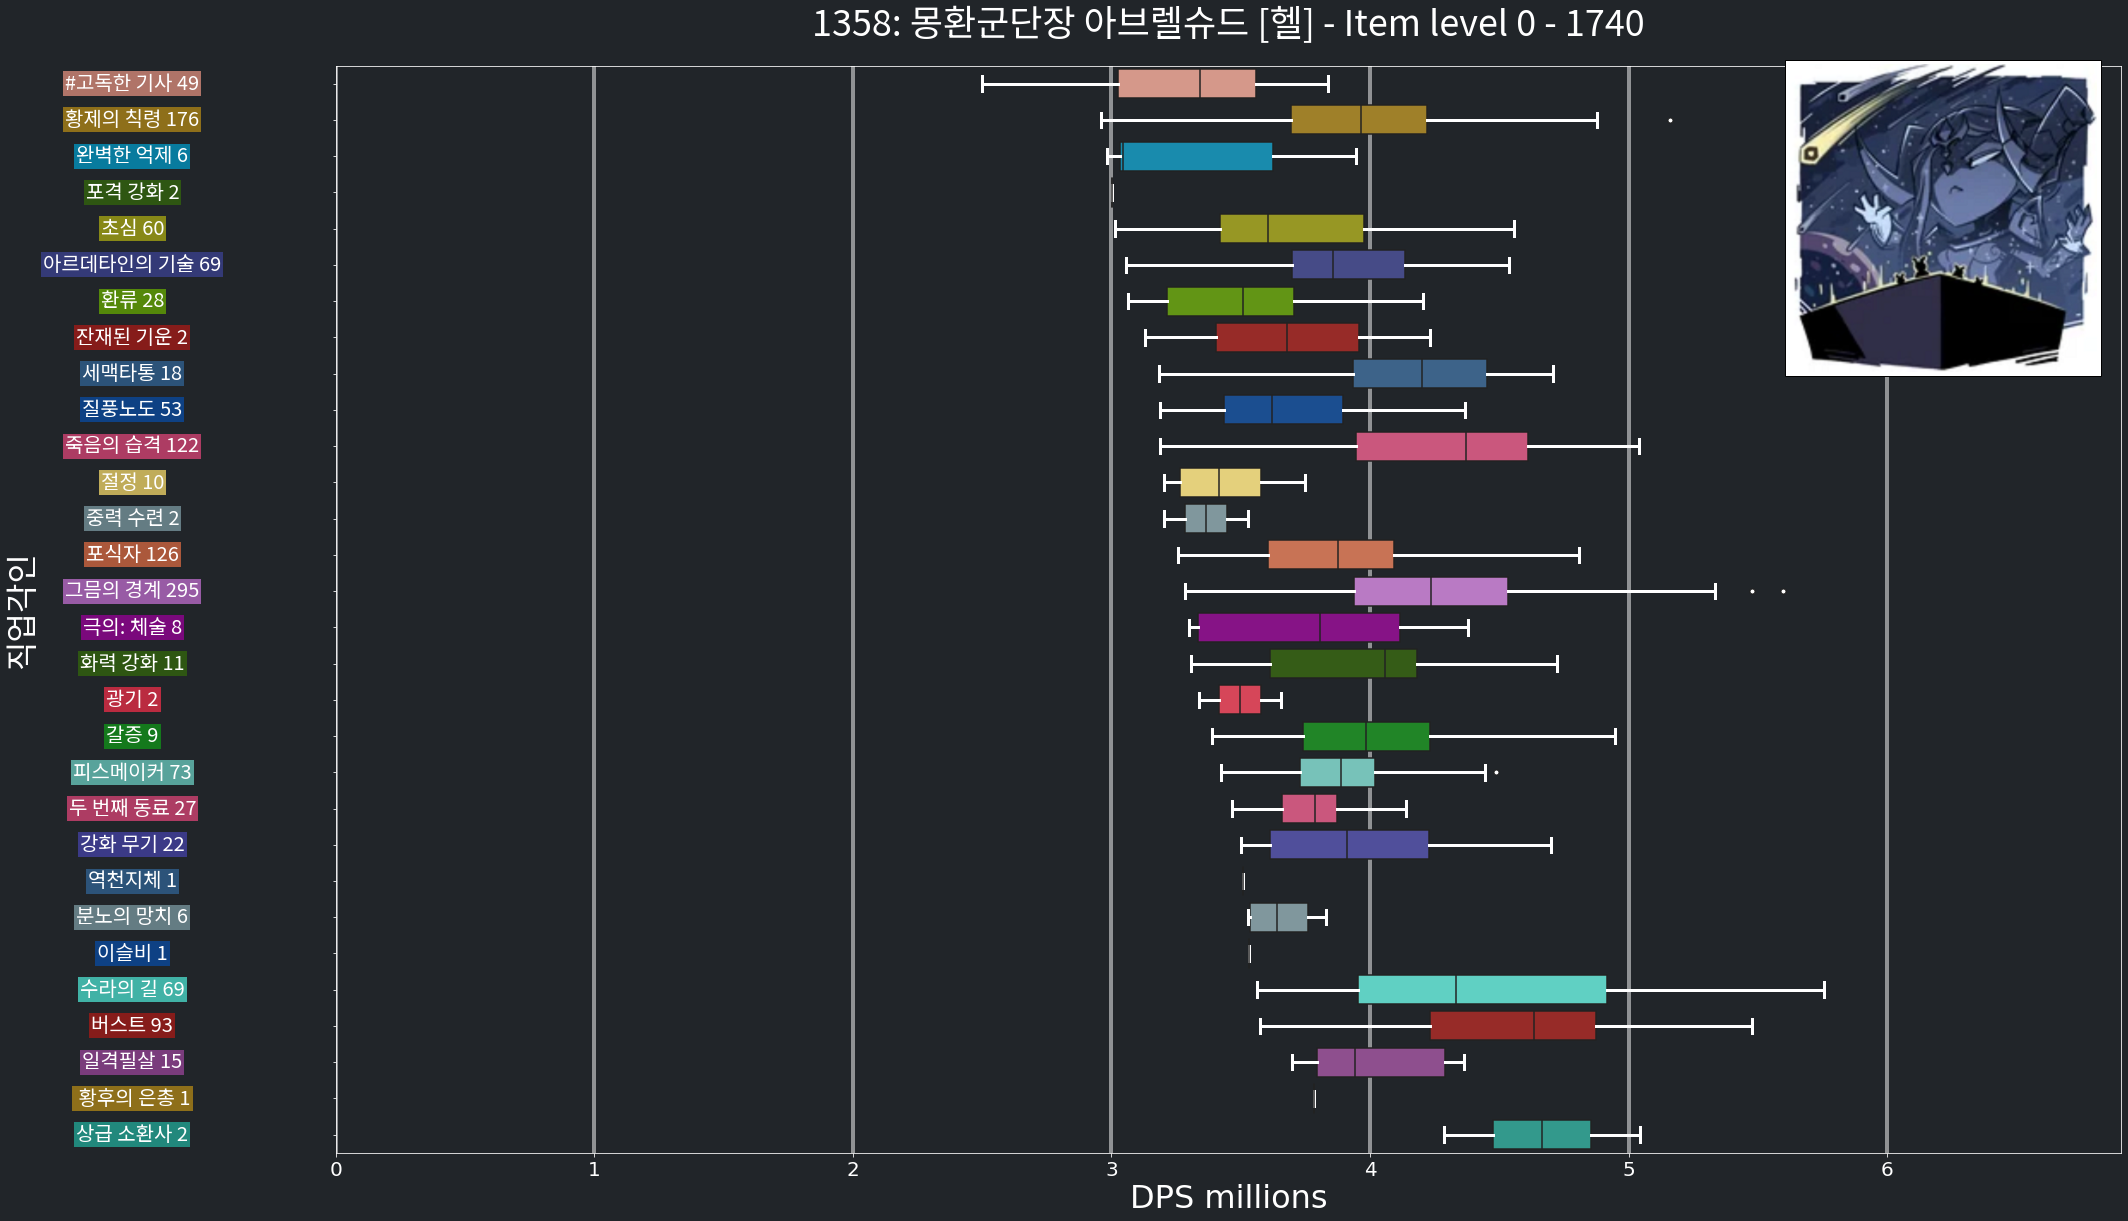 1358: 몽환군단장 아브렐슈드 [헬] - Item level 0 - 1740
직업각인
#고독한 기사 49
황제의 칙령 176
완벽한 억제 6
포격 강화 2
초심 60
아르데타인의 기술 69
환류 28
잔재된 기운 2
세맥타통 18
질풍노도 53
죽음의 습격 122
절정 10
중력 수련 2
포식자 126
그믐의 경계 295
극의: 체술 8
화력 강화 11
광기 2
갈증 9
피스메이커 73
두 번째 동료 27
강화 무기 22
역천지체 1
분노의 망치 6
이슬비 1
수라의 길 69
버스트 93
일격필살 15
황후의 은총 1
상급 소환사 2
0 1 2 3 4 5 6
DPS millions